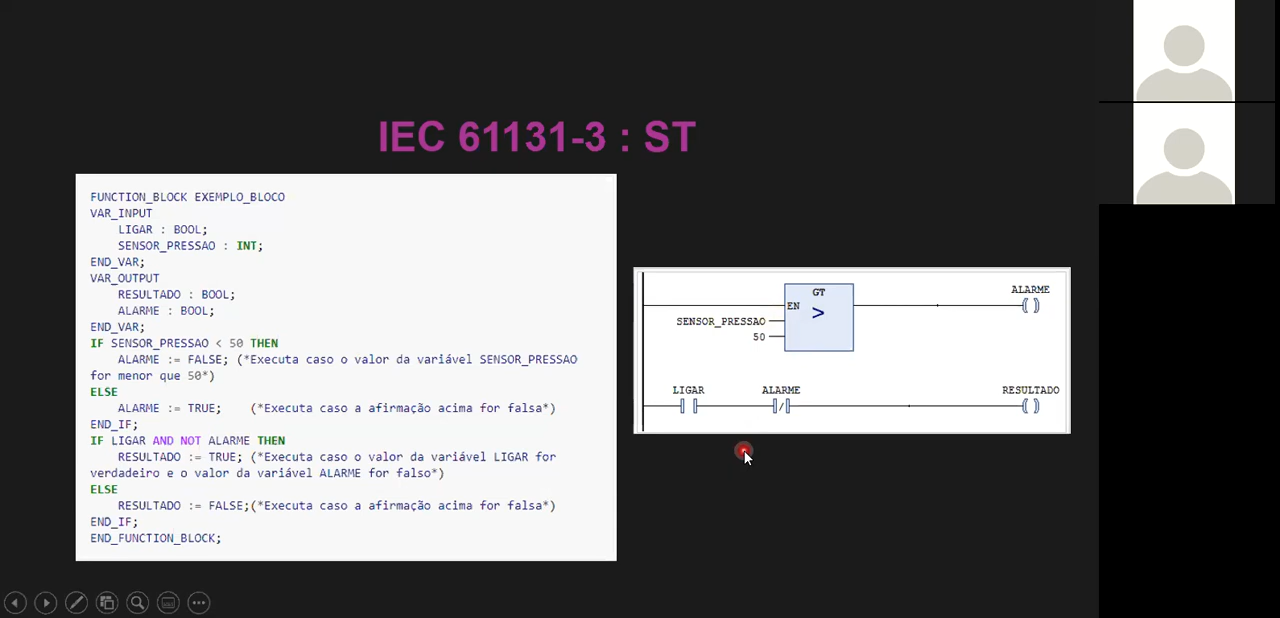 IEC 61131-3 : ST
FUNCTION_BLOCK EXEMPLO_BLOCO
VAR_INPUT
LIGAR : BOOL;
SENSOR_PRESSAO : INT;
END_VAR;
VAR_OUTPUT
RESULTADO : BOOL;
ALARME : BOOL;
END_VAR;
IF SENSOR_PRESSAO < 50 THEN
ALARME := FALSE; (*Executa caso o valor da variável SENSOR_PRESSAO
for menor que 50*)
ELSE
ALARME := TRUE; (*Executa caso a afirmação acima for falsa*)
END_IF;
IF LIGAR AND NOT ALARME THEN
RESULTADO := TRUE; (*Executa caso o valor da variável LIGAR for
verdadeiro e o valor da variável ALARME for falso*)
ELSE
RESULTADO := FALSE;(*Executa caso a afirmação acima for falsa*)
END_IF;
END_FUNCTION_BLOCK;
GT
ALARME
EN
>
SENSOR_PRESSAO
50
LIGAR ALARME RESULTADO